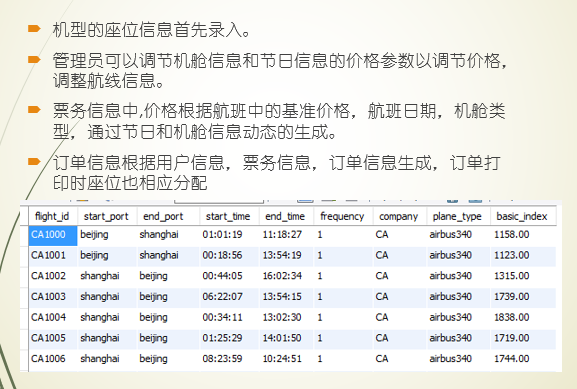 机型的座位信息首先录入。
管理员可以调节机舱信息和节日信息的价格参数以调节价格，
调整航线信息。
票务信息中,价格根据航班中的基准价格，航班日期，机舱类
型，通过节日和机舱信息动态的生成。
订单信息根据用户信息，票务信息，订单信息生成，订单打
印时座位也相应分配
flight_id start_port end_port start_time end_time frequency company plane_type basic_index
CA1000 beijing shanghai 01:01:19 11:18:27 1 CA airbus340 1158.00
CA1001 beijing shanghai 00:18:56 13:54:19 1 CA airbus340 1123.00
CA1002 shanghai beijing 00:44:05 16:02:34 1 CA airbus340 1315.00
CA1003 shanghai beijing 06:22:07 13:54:15 1 CA airbus340 1739.00
CA1004 shanghai beijing 00:34:11 13:02:30 1 CA airbus340 1838.00
CA1005 shanghai beijing 01:25:29 14:01:50 1 CA airbus340 1719.00
CA1006 shanghai beijing 08:23:59 10:24:51 1 CA airbus340 1744.00